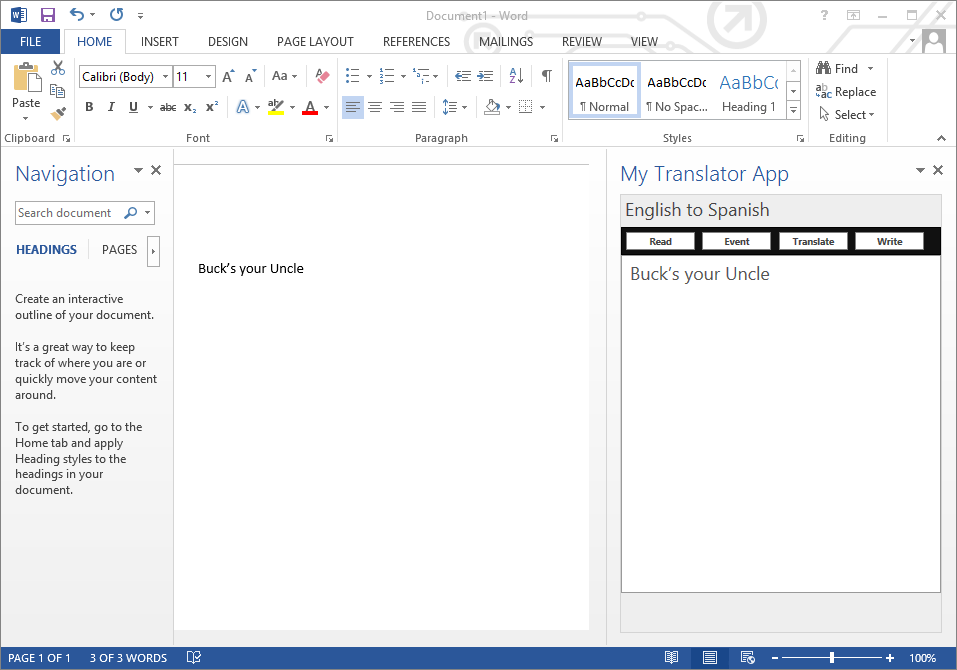 Document1 - Word
FILE HOME INSERT DESIGN PAGE LAYOUT REFERENCES MAILINGS REVIEW VIEW
Calibri (Body) 11 Aa
Paste
B I U abc X₂ X² A ab A
AaBbCcDc AaBbCcDc AaBbCc
¶ Normal ¶ No Spac... Heading 1
Find
Replace
Select
Clipboard Font Paragraph Styles Editing
Navigation
Search document
HEADINGS PAGES
Create an interactive
outline of your document.
It's a great way to keep
track of where you are or
quickly move your content
around.
To get started, go to the
Home tab and apply
Heading styles to the
headings in your
document.
Buck's your Uncle
My Translator App
English to Spanish
Read Event Translate Write
Buck's your Uncle
PAGE 1 OF 1 3 OF 3 WORDS 100%